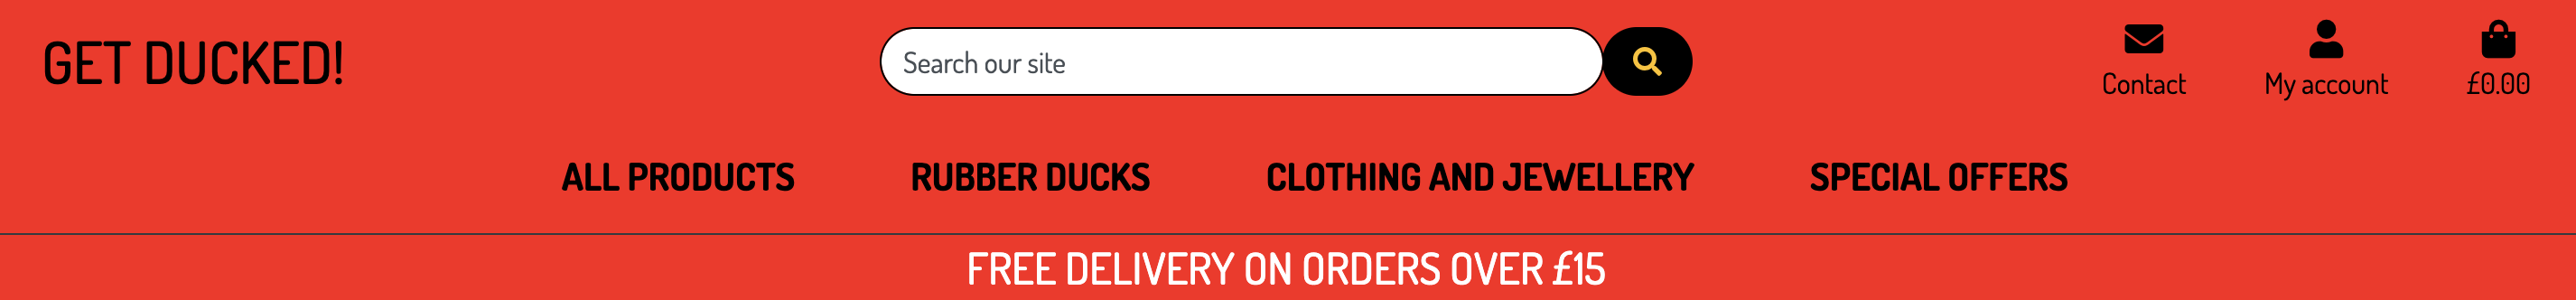 GET DUCKED!
Search our site
Contact
My account
£0.00
ALL PRODUCTS
RUBBER DUCKS
CLOTHING AND JEWELLERY
SPECIAL OFFERS
FREE DELIVERY ON ORDERS OVER £15